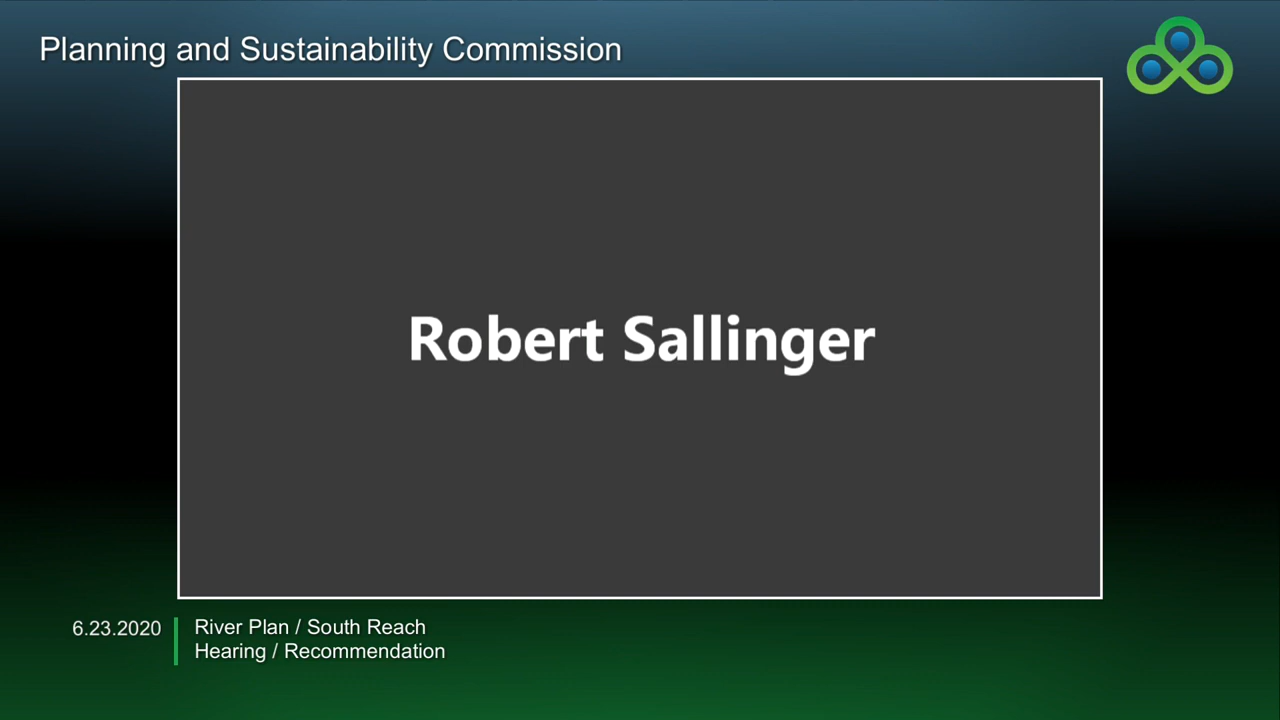 Planning and Sustainability Commission
Robert Sallinger
6.23.2020
River Plan / South Reach
Hearing / Recommendation